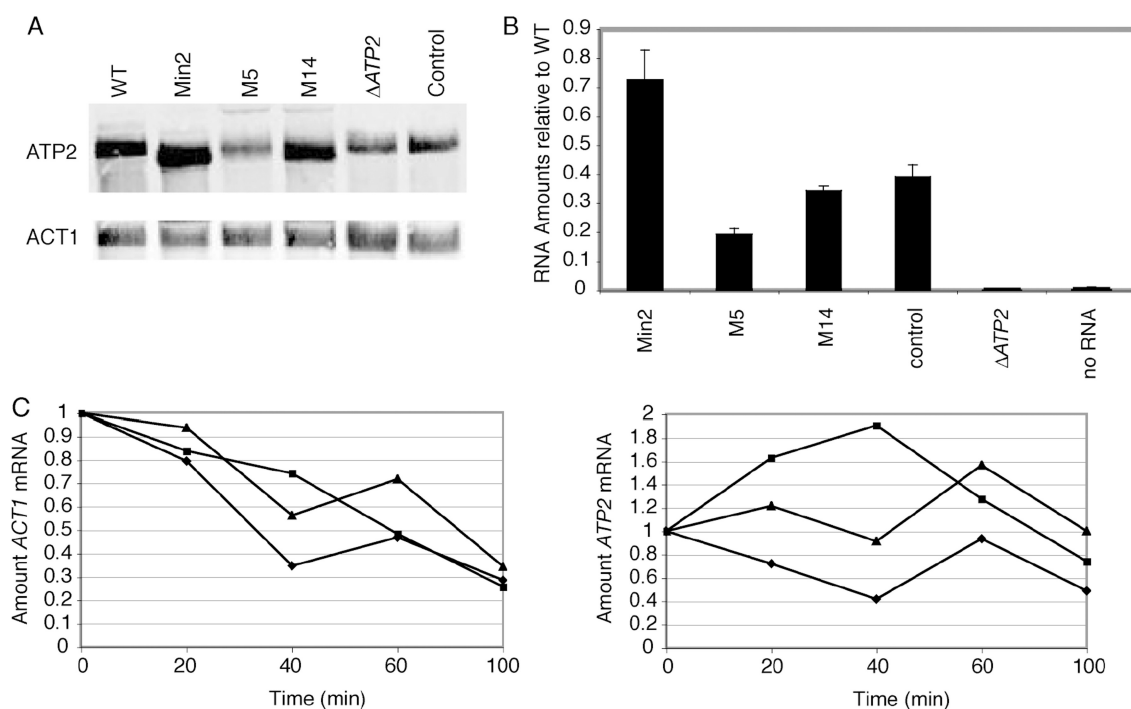 A
WT
Min2
M5
M14
ΔATP2
Control
ATP2
ACT1
B
RNA Amounts relative to WT
0.9
0.8
0.7
0.6
0.5
0.4
0.3
0.2
0.1
0
Min2
M5
M14
control
ΔATP2
no RNA
C
Amount ACT1 mRNA
1
0.9
0.8
0.7
0.6
0.5
0.4
0.3
0.2
0.1
0
0
20
40
60
100
Time (min)
Amount ATP2 mRNA
2
1.8
1.6
1.4
1.2
1
0.8
0.6
0.4
0.2
0
0
20
40
60
100
Time (min)